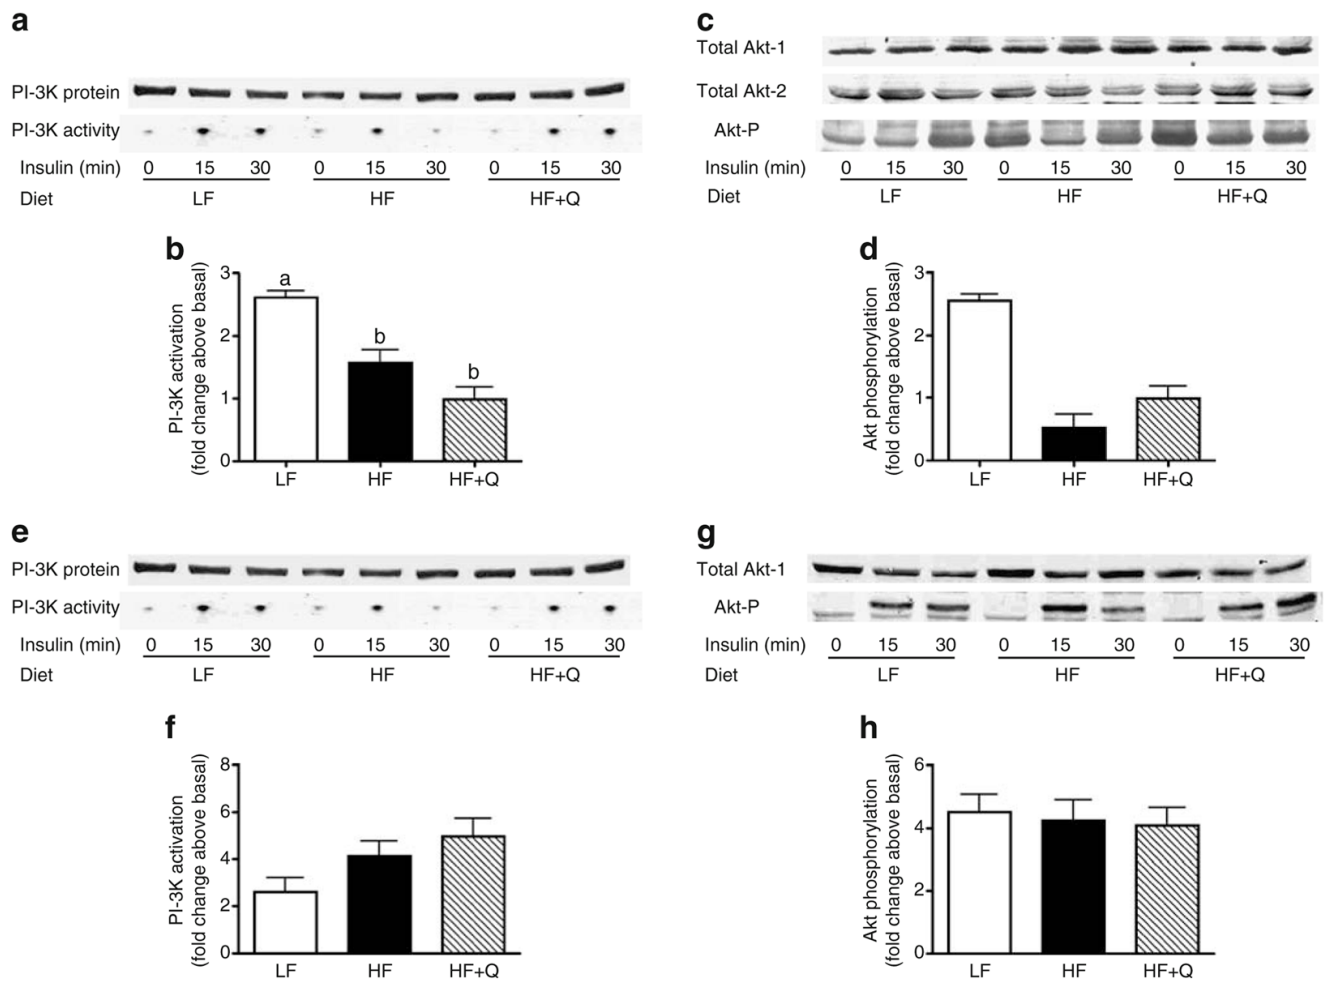 a
PI-3K protein
PI-3K activity
Insulin (min) 0 15 30 0 15 30 0 15 30
Diet LF HF HF+Q
c
Total Akt-1
Total Akt-2
Akt-P
Insulin (min) 0 15 30 0 15 30 0 15 30
Diet LF HF HF+Q
b
PI-3K activation
(fold change above basal)
3
2
1
0
a
b
b
LF HF HF+Q
d
Akt phosphorylation
(fold change above basal)
3
2
1
0
LF HF HF+Q
e
PI-3K protein
PI-3K activity
Insulin (min) 0 15 30 0 15 30 0 15 30
Diet LF HF HF+Q
g
Total Akt-1
Akt-P
Insulin (min) 0 15 30 0 15 30 0 15 30
Diet LF HF HF+Q
f
PI-3K activation
(fold change above basal)
8
6
4
2
0
LF HF HF+Q
h
Akt phosphorylation
(fold change above basal)
6
4
2
0
LF HF HF+Q